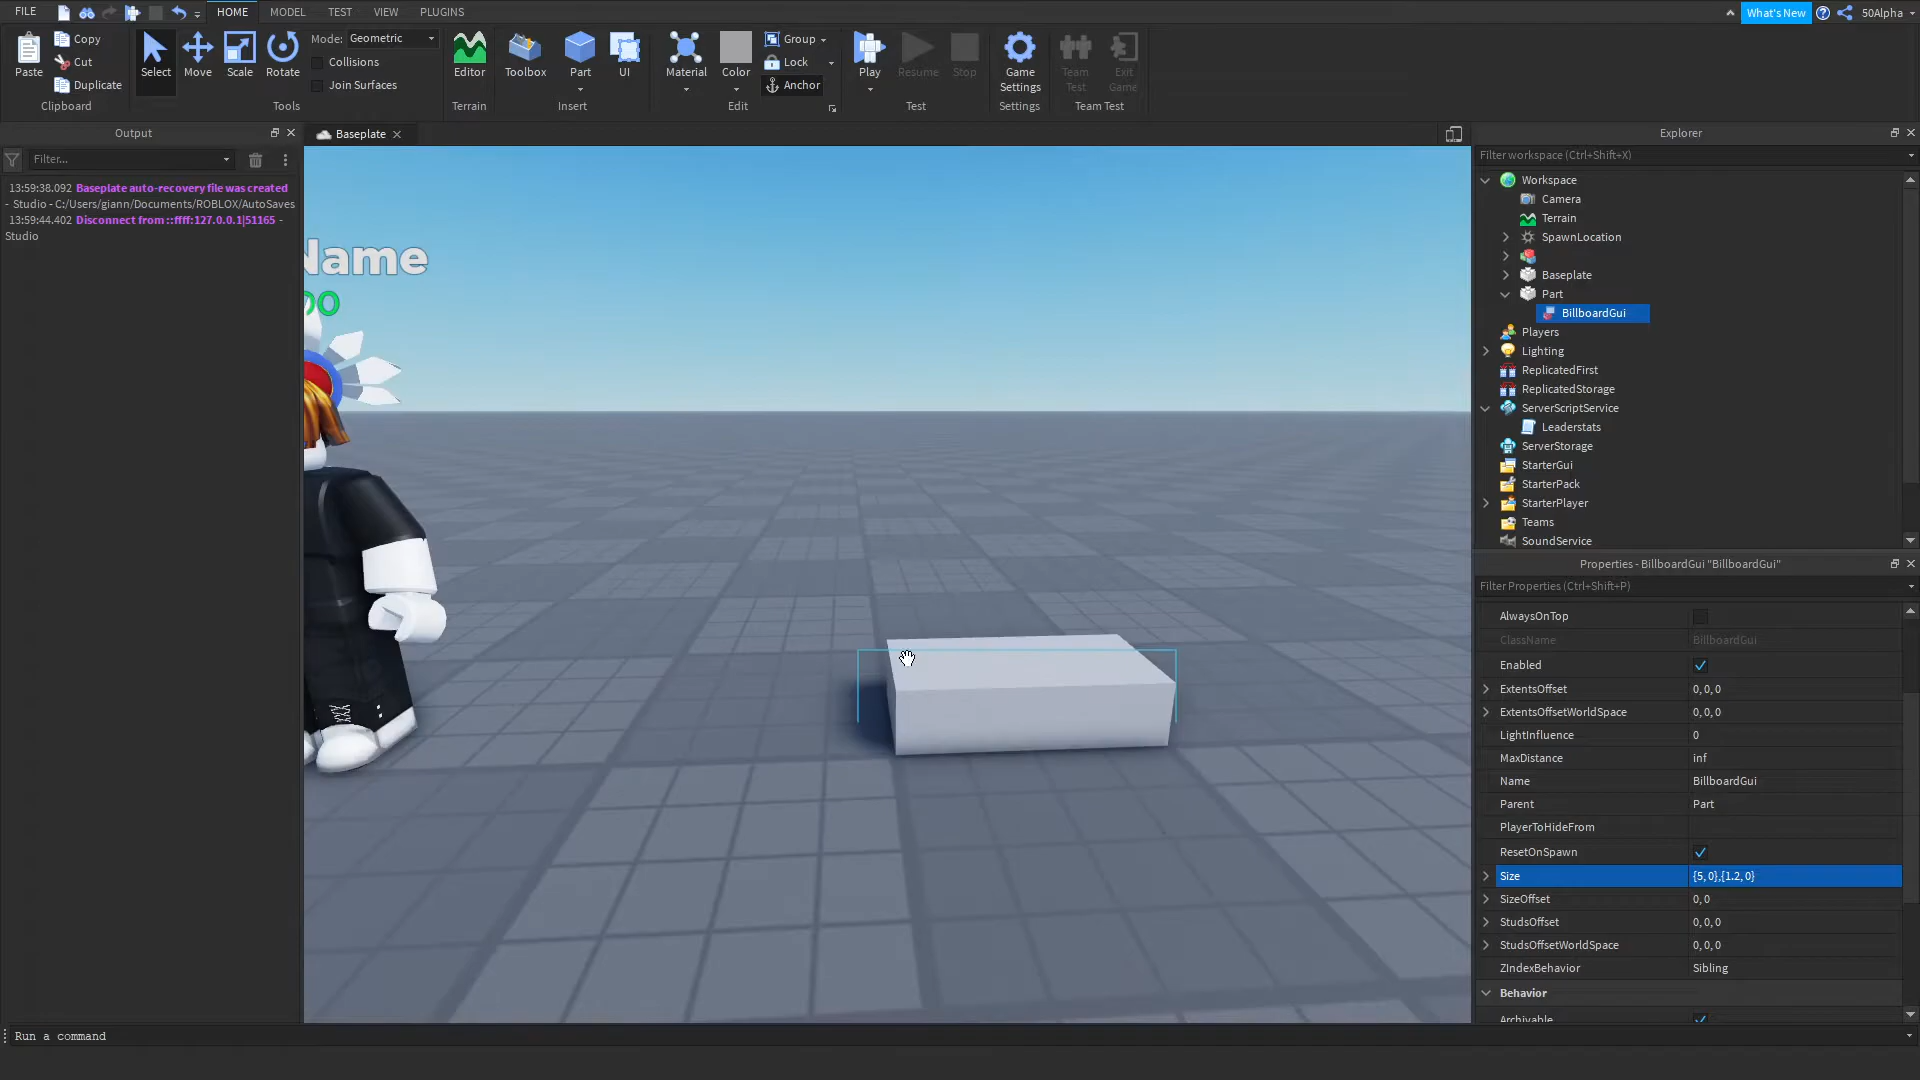 FILE
HOME
MODEL
TEST
VIEW
PLUGINS
What's New
50Alpha
Paste
Copy
Cut
Duplicate
Clipboard
Select
Move
Scale
Rotate
Mode: Geometric
Collisions
Join Surfaces
Tools
Editor
Terrain
Toolbox
Part
UI
Insert
Material
Color
Group
Lock
Anchor
Edit
Play
Resume
Stop
Test
Game
Settings
Settings
Team
Test
Exit
Game
Team Test
Output
Filter...
13:59:38.092 Baseplate auto-recovery file was created
- Studio - C:/Users/giann/Documents/ROBLOX/AutoSaves
13:59:44.402 Disconnect from ::ffff:127.0.0.1|51165 -
Studio
Baseplate
Name
00
Explorer
Filter workspace (Ctrl+Shift+X)
Workspace
Camera
Terrain
SpawnLocation
Baseplate
Part
BillboardGui
Players
Lighting
ReplicatedFirst
ReplicatedStorage
ServerScriptService
Leaderstats
ServerStorage
StarterGui
StarterPack
StarterPlayer
Teams
SoundService
Properties - BillboardGui "BillboardGui"
Filter Properties (Ctrl+Shift+P)
AlwaysOnTop
ClassName BillboardGui
Enabled
ExtentsOffset 0, 0, 0
ExtentsOffsetWorldSpace 0, 0, 0
LightInfluence 0
MaxDistance inf
Name BillboardGui
Parent Part
PlayerToHideFrom
ResetOnSpawn
Size {5, 0},{1.2, 0}
SizeOffset 0, 0
StudsOffset 0, 0, 0
StudsOffsetWorldSpace 0, 0, 0
ZIndexBehavior Sibling
Behavior
Archivable
Run a command